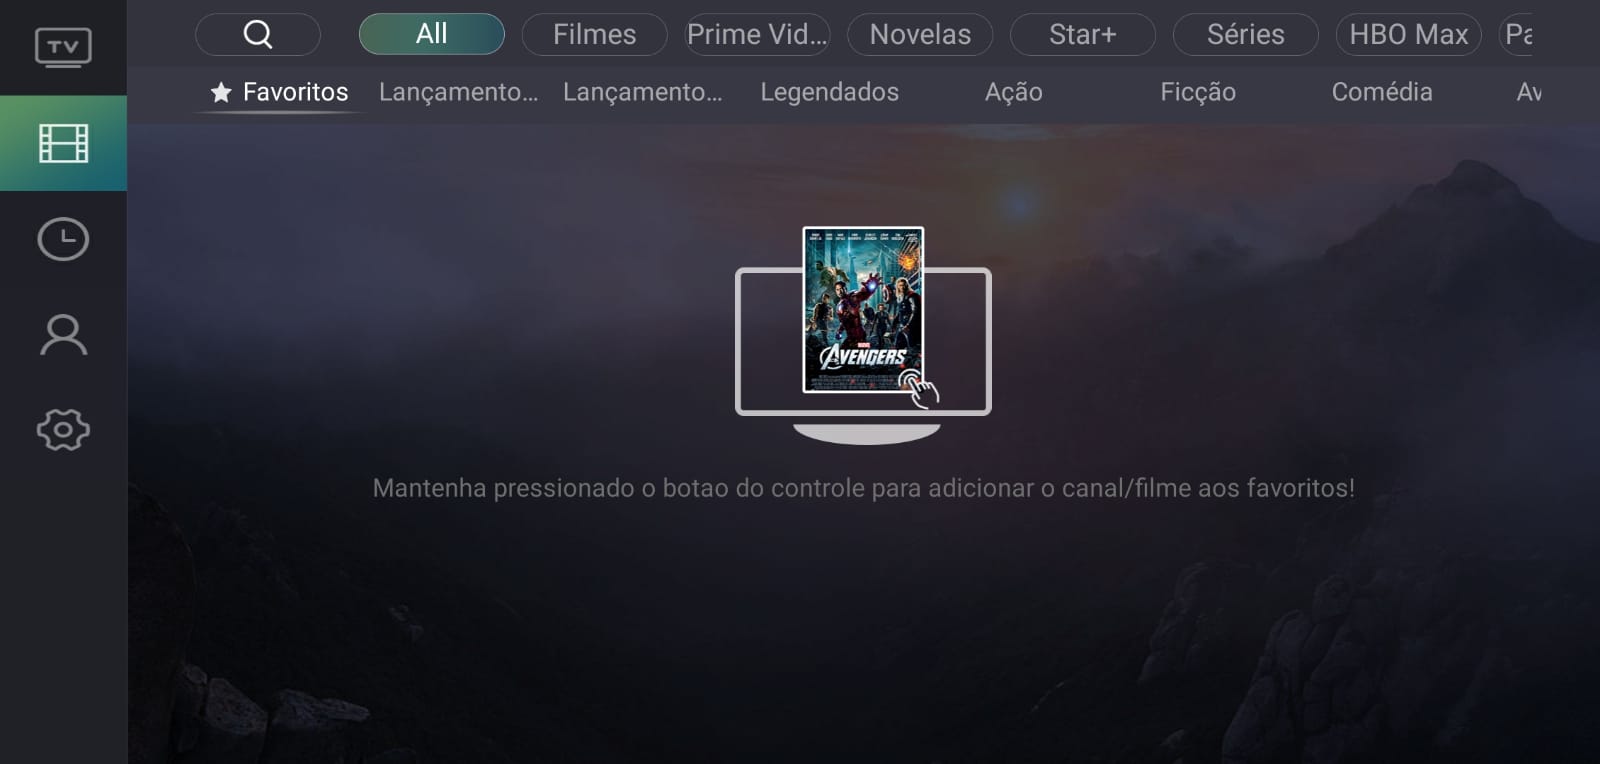 TV
All
Filmes
Prime Vid...
Novelas
Star+
Séries
HBO Max
Favoritos
Lançamento...
Lançamento...
Legendados
Ação
Ficção
Comédia
Av
MARVEL
AVENGERS
Mantenha pressionado o botao do controle para adicionar o canal/filme aos favoritos!